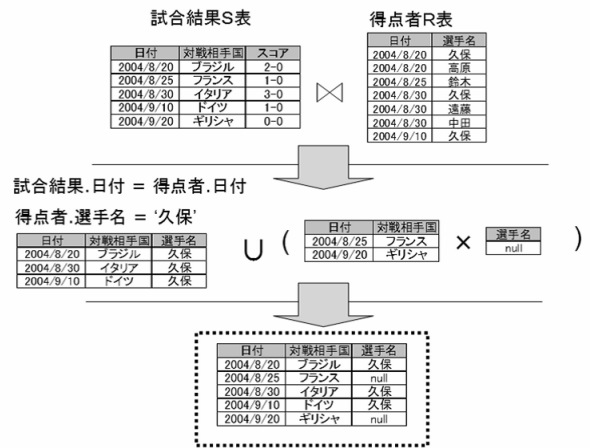 試合結果S表
得点者R表
日付 対戦相手国 スコア
2004/8/20 ブラジル 2-0
2004/8/25 フランス 1-0
2004/8/30 イタリア 3-0
2004/9/10 ドイツ 1-0
2004/9/20 ギリシャ 0-0
⋈
日付 選手名
2004/8/20 久保
2004/8/20 高原
2004/8/25 鈴木
2004/8/30 久保
2004/8/30 遠藤
2004/8/30 中田
2004/9/10 久保
試合結果.日付 = 得点者.日付
得点者.選手名 = '久保'
日付 対戦相手国 選手名
2004/8/20 ブラジル 久保
2004/8/30 イタリア 久保
2004/9/10 ドイツ 久保
∪ (
日付 対戦相手国
2004/8/25 フランス
2004/9/20 ギリシャ
×
選手名
null
)
日付 対戦相手国 選手名
2004/8/20 ブラジル 久保
2004/8/25 フランス null
2004/8/30 イタリア 久保
2004/9/10 ドイツ 久保
2004/9/20 ギリシャ null